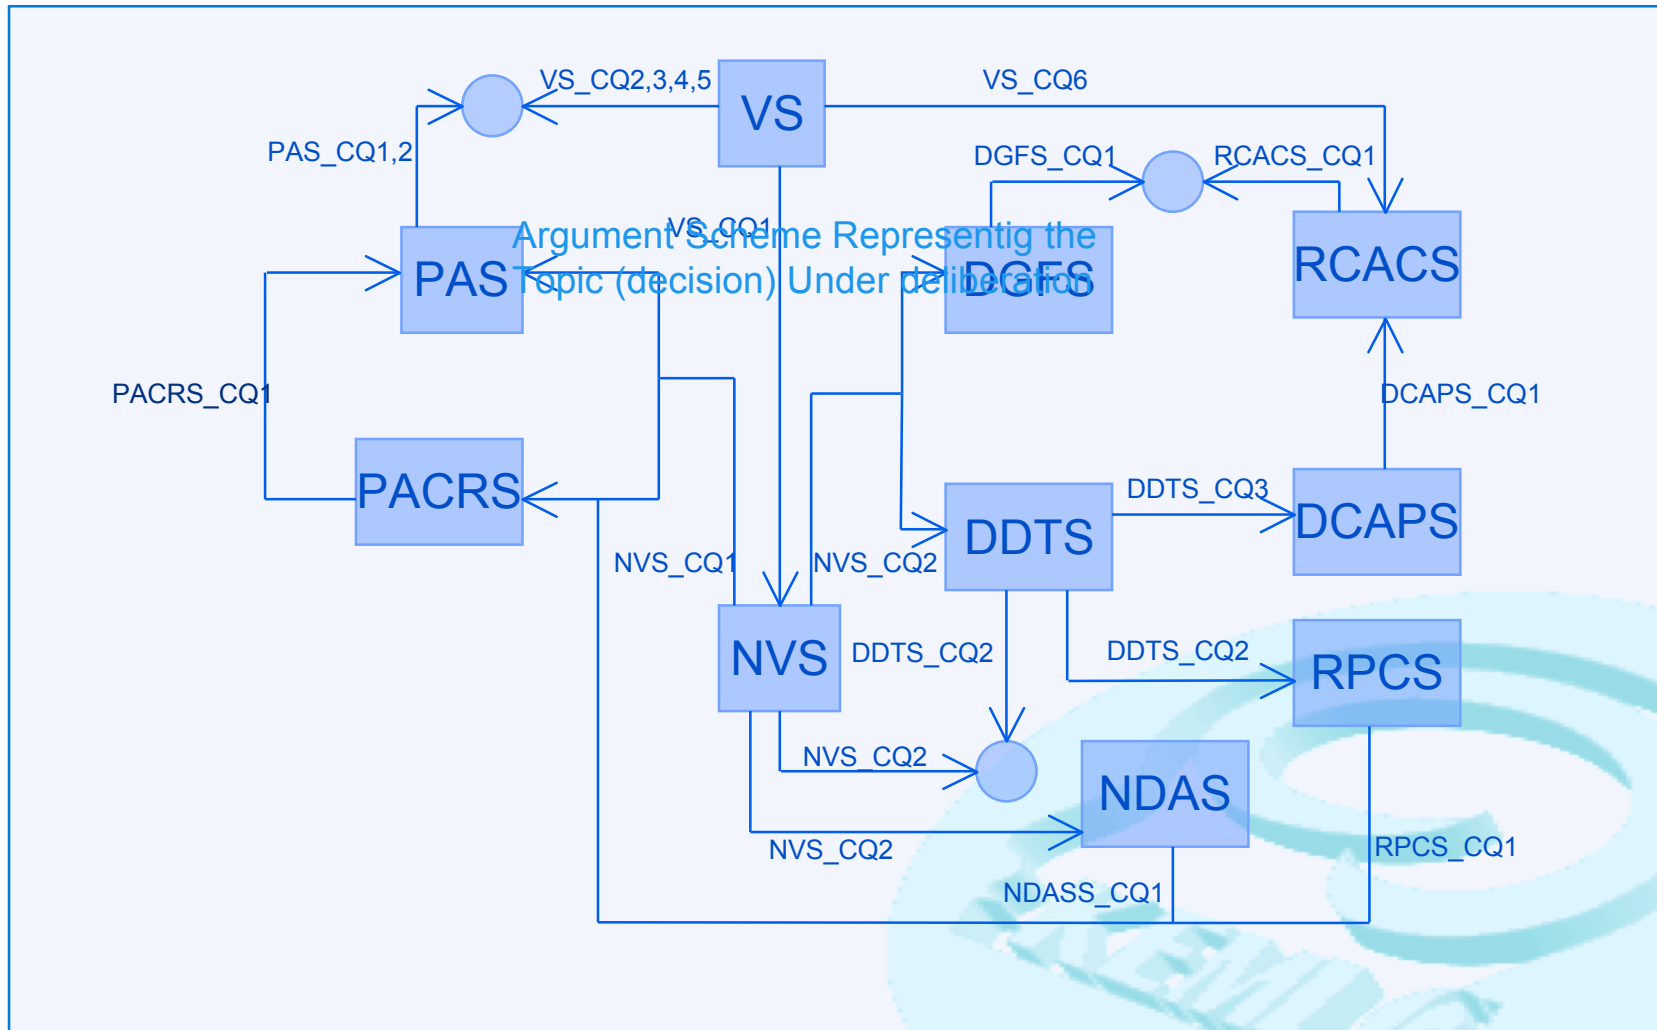 VS_CQ2,3,4,5
VS
VS_CQ6
PAS_CQ1,2
DGFS_CQ1
RCACS_CQ1
VS_CQ1
Argument Scheme Representig the
Topic (decision) Under deliberation
PAS
DGFS
RCACS
PACRS_CQ1
DCAPS_CQ1
PACRS
DDTS_CQ3
DDTS
DCAPS
NVS_CQ1
NVS_CQ2
NVS
DDTS_CQ2
DDTS_CQ2
RPCS
NVS_CQ2
NDAS
NVS_CQ2
RPCS_CQ1
NDASS_CQ1